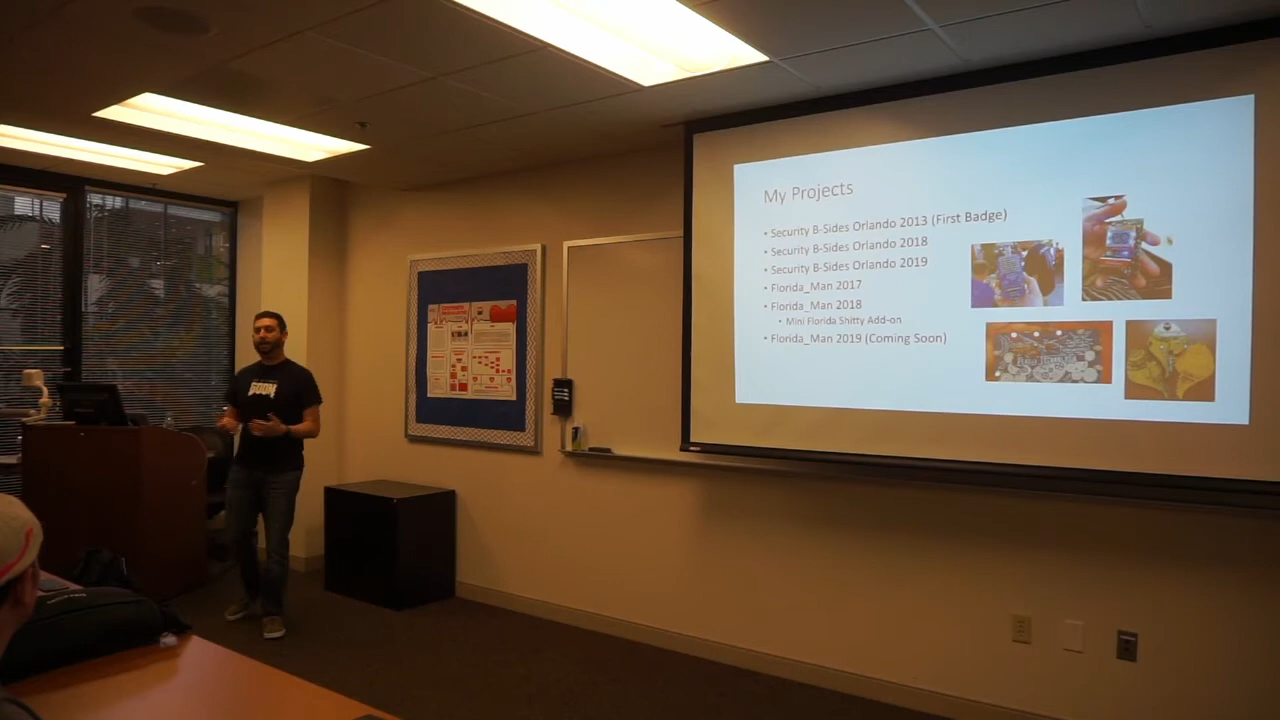 My Projects
• Security B-Sides Orlando 2013 (First Badge)
• Security B-Sides Orlando 2018
• Security B-Sides Orlando 2019
• Florida_Man 2017
• Florida_Man 2018
• Mini Florida Shitty Add-on
• Florida_Man 2019 (Coming Soon)
DOOM